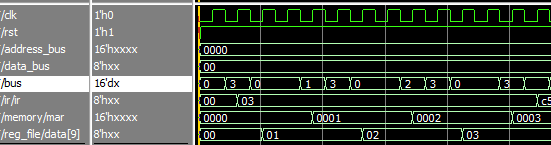 /clk 1'h0
/rst 1'h1
/address_bus 16'hxxxx 0000
/data_bus 8'hxx 00
/bus 16'dx 0 3 0 1 3 0 2 3 0 3
/ir/ir 8'hxx 00 03 c5
/memory/mar 16'hxxxx 0000 0001 0002 0003
/reg_file/data[9] 8'hxx 00 01 02 03